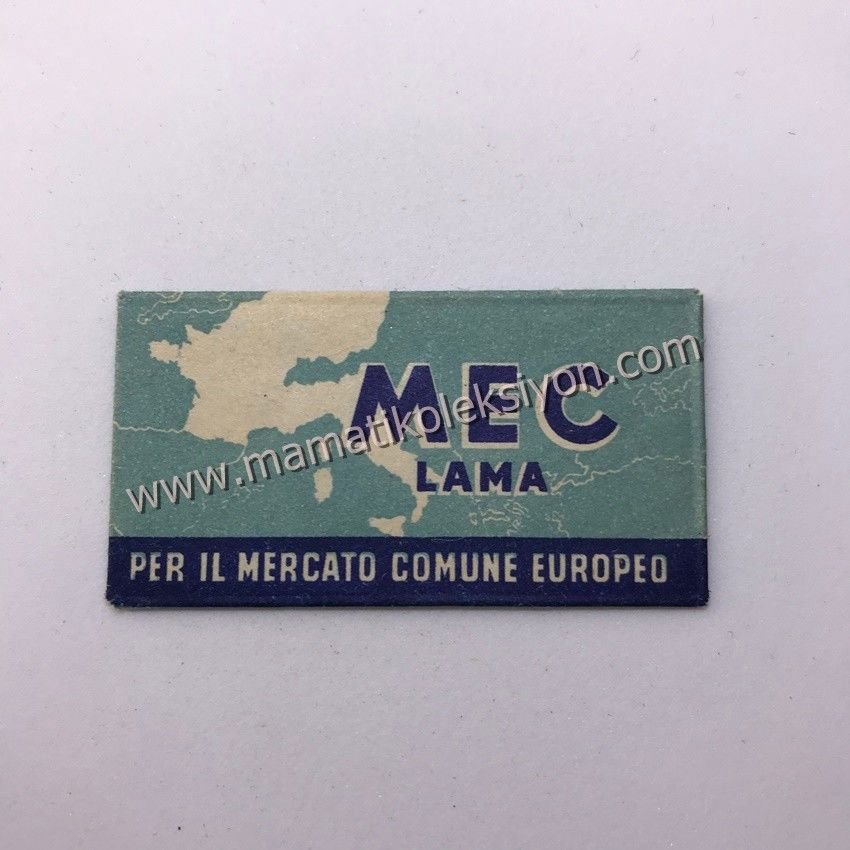 MEC
LAMA
PER IL MERCATO COMUNE EUROPEO
www.mamatikoleksiyon.com